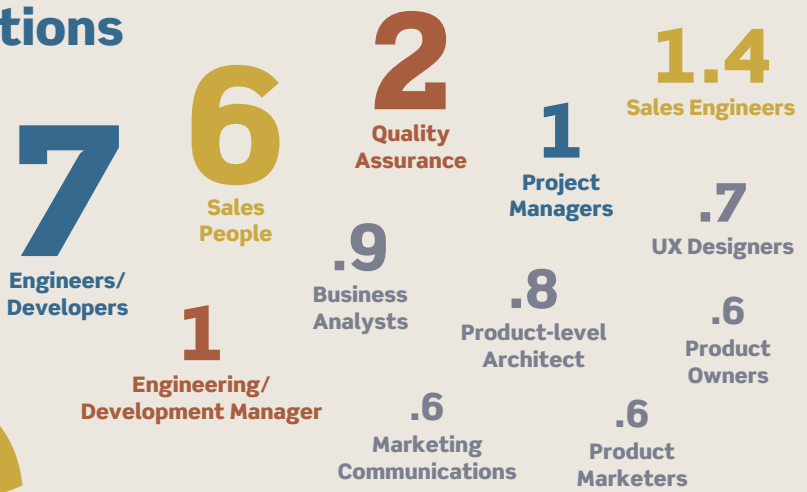 tions
7
Engineers/
Developers
6
Sales
People
2
Quality
Assurance
1
Project
Managers
1.4
Sales Engineers
.7
UX Designers
.9
Business
Analysts
.8
Product-level
Architect
.6
Product
Owners
1
Engineering/
Development Manager
.6
Marketing
Communications
.6
Product
Marketers